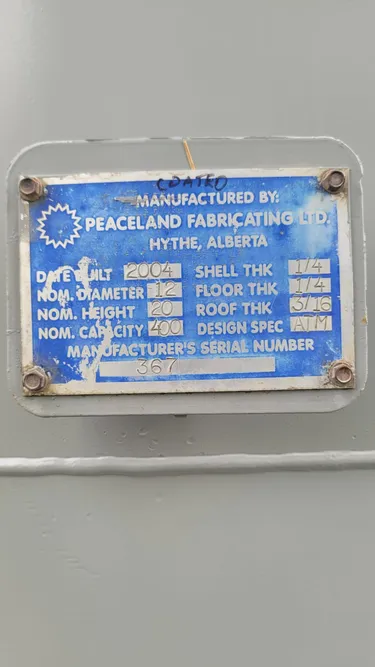 COATED
MANUFACTURED BY:
PEACELAND FABRICATING LTD.
HYTHE, ALBERTA
DATE BUILT 2004 SHELL THK 1/4
NOM. DIAMETER 12 FLOOR THK 1/4
NOM. HEIGHT 20 ROOF THK 3/16
NOM. CAPACITY 400 DESIGN SPEC ATM
MANUFACTURER'S SERIAL NUMBER
367